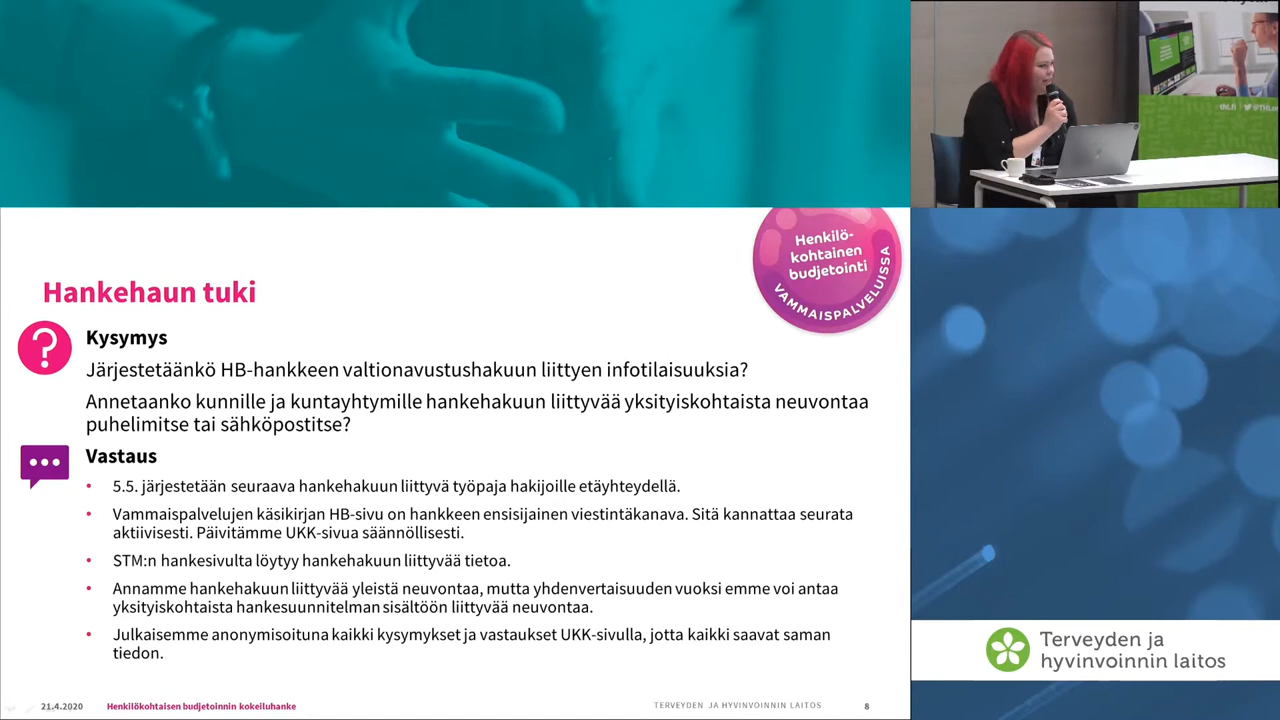 thl.fi
Henkilö-
kohtainen
budjetointi
VAMMAISPALVELUISSA
Hankehaun tuki
?
Kysymys
Järjestetäänkö HB-hankkeen valtionavustushakuun liittyen infotilaisuuksia?
Annetaanko kunnille ja kuntayhtymille hankehakuun liittyvää yksityiskohtaista neuvontaa
puhelimitse tai sähköpostitse?
Vastaus
• 5.5. järjestetään seuraava hankehakuun liittyvä työpaja hakijoille etäyhteydellä.
• Vammaispalvelujen käsikirjan HB-sivu on hankkeen ensisijainen viestintäkanava. Sitä kannattaa seurata
aktiivisesti. Päivitämme UKK-sivua säännöllisesti.
• STM:n hankesivulta löytyy hankehakuun liittyvää tietoa.
• Annamme hankehakuun liittyvää yleistä neuvontaa, mutta yhdenvertaisuuden vuoksi emme voi antaa
yksityiskohtaista hankesuunnitelman sisältöön liittyvää neuvontaa.
• Julkaisemme anonymisoituna kaikki kysymykset ja vastaukset UKK-sivulla, jotta kaikki saavat saman
tiedon.
21.4.2020 Henkilökohtaisen budjetoinnin kokeiluhanke TERVEYDEN JA HYVINVOINNIN LAITOS 8
Terveyden ja
hyvinvoinnin laitos